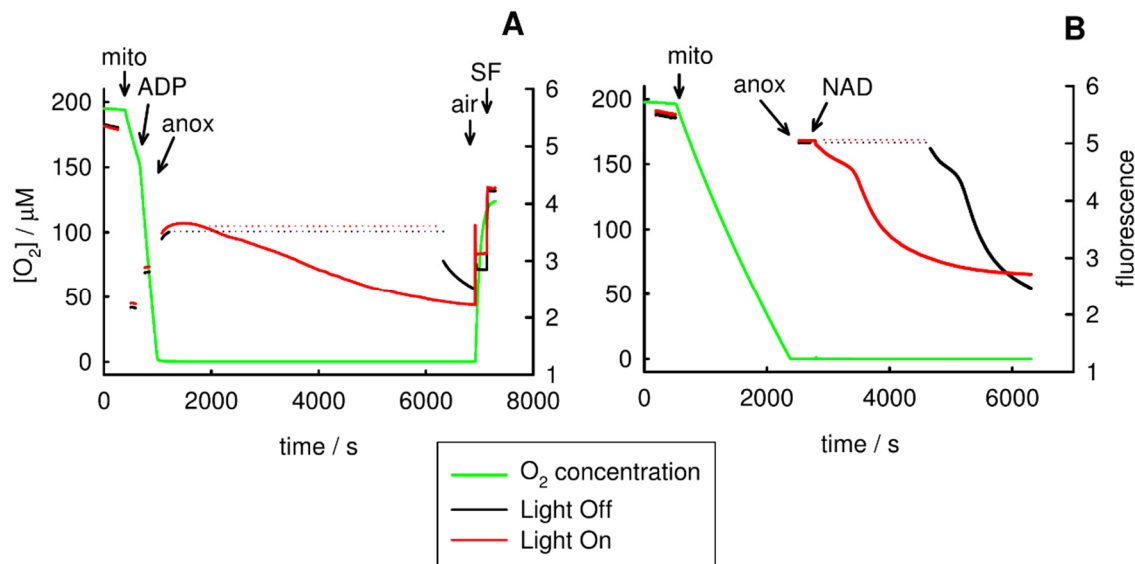 A
B
mito
ADP
anox
SF
air
mito
anox
NAD
200
150
100
50
0
[O2] / µM
6
5
4
3
2
1
0 2000 4000 6000 8000
time / s
200
150
100
50
0
6
5
4
3
2
1
fluorescence
0 2000 4000 6000
time / s
O2 concentration
Light Off
Light On